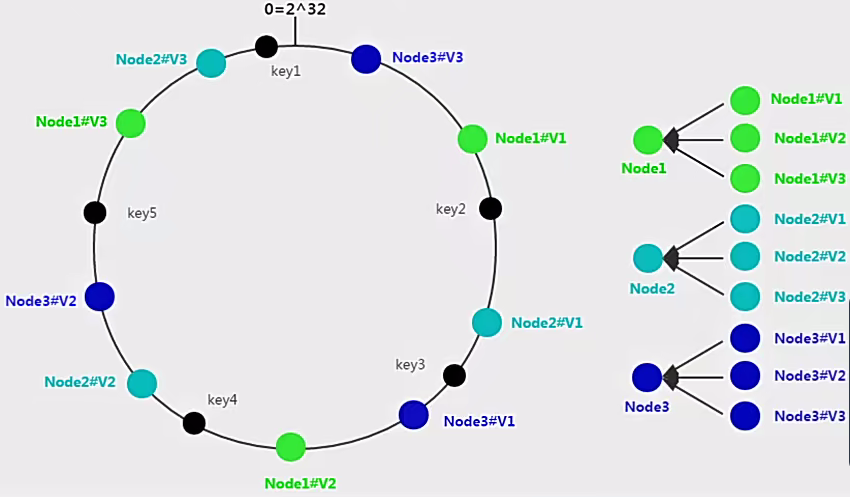 0=2^32
Node2#V3
key1
Node3#V3
Node1#V3
Node1#V1
key5
key2
Node3#V2
Node2#V1
Node2#V2
key3
key4
Node3#V1
Node1#V2
Node1
Node1#V1
Node1#V2
Node1#V3
Node2
Node2#V1
Node2#V2
Node2#V3
Node3
Node3#V1
Node3#V2
Node3#V3